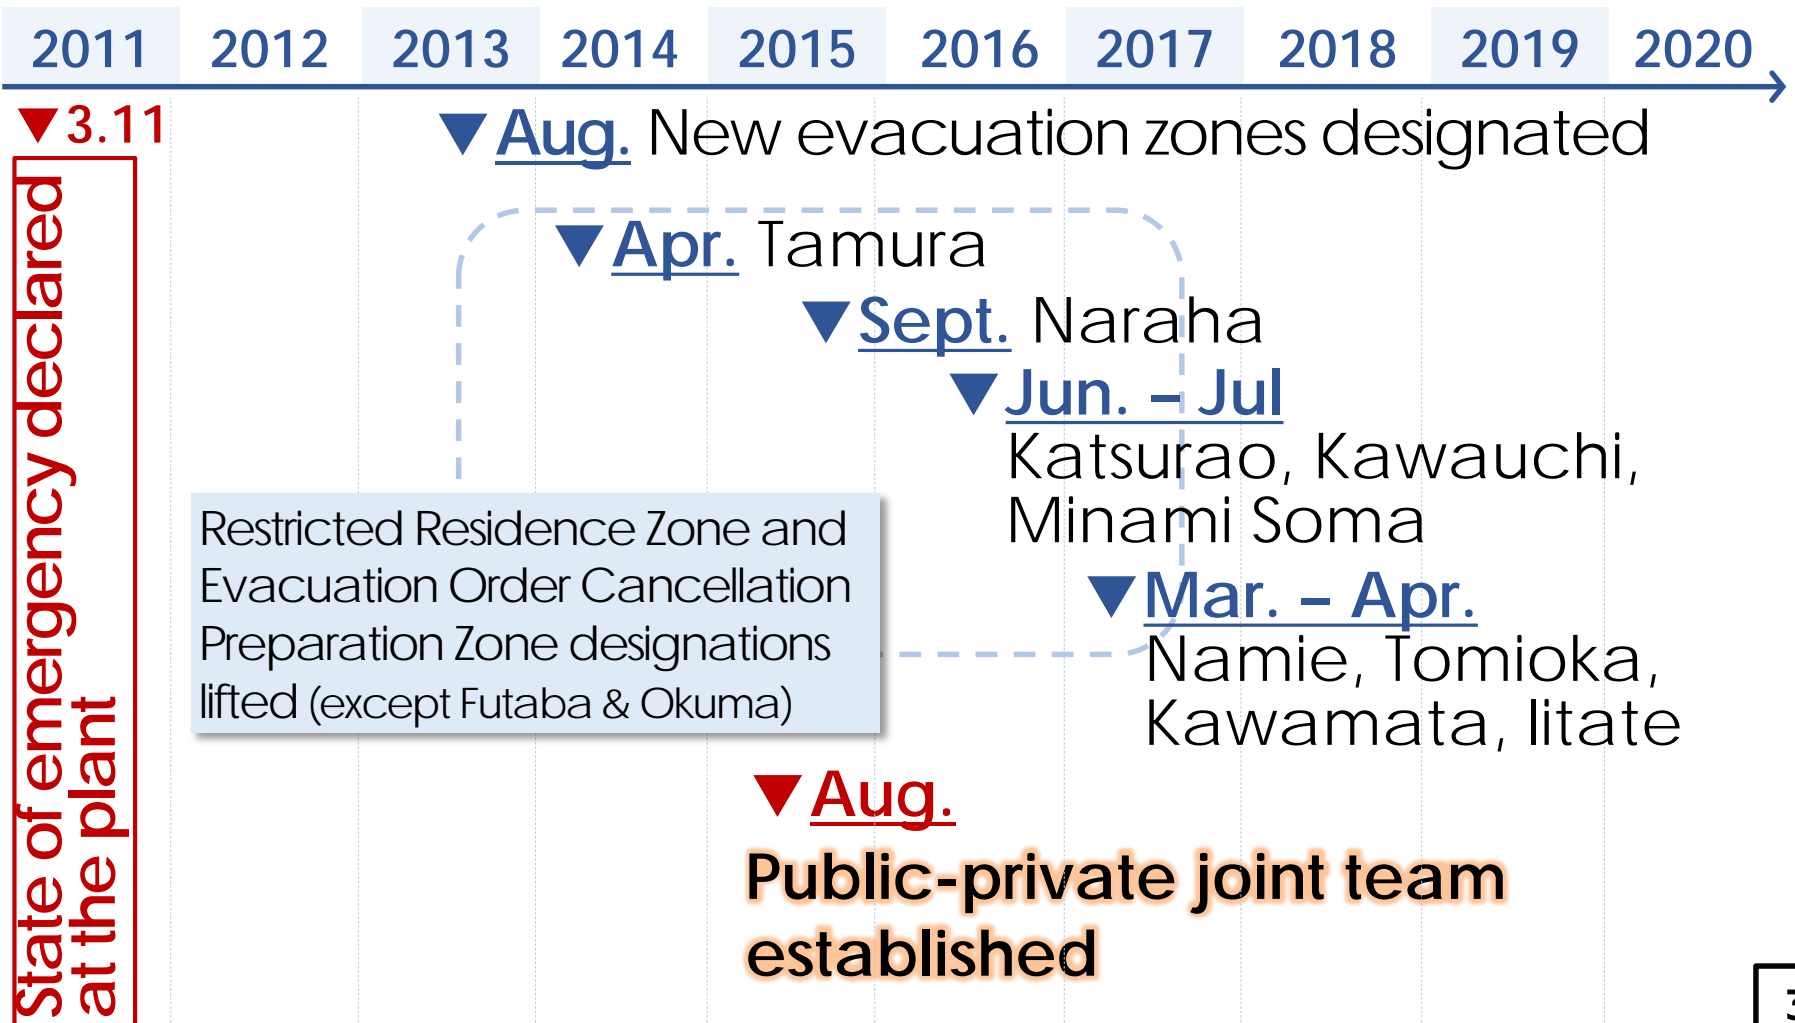 2011 2012 2013 2014 2015 2016 2017 2018 2019 2020
▼3.11
State of emergency declared
at the plant
▼Aug. New evacuation zones designated
▼Apr. Tamura
▼Sept. Naraha
▼Jun. – Jul
Katsurao, Kawauchi,
Minami Soma
▼Mar. – Apr.
Namie, Tomioka,
Kawamata, Iitate
Restricted Residence Zone and
Evacuation Order Cancellation
Preparation Zone designations
lifted (except Futaba & Okuma)
▼Aug.
Public-private joint team
established